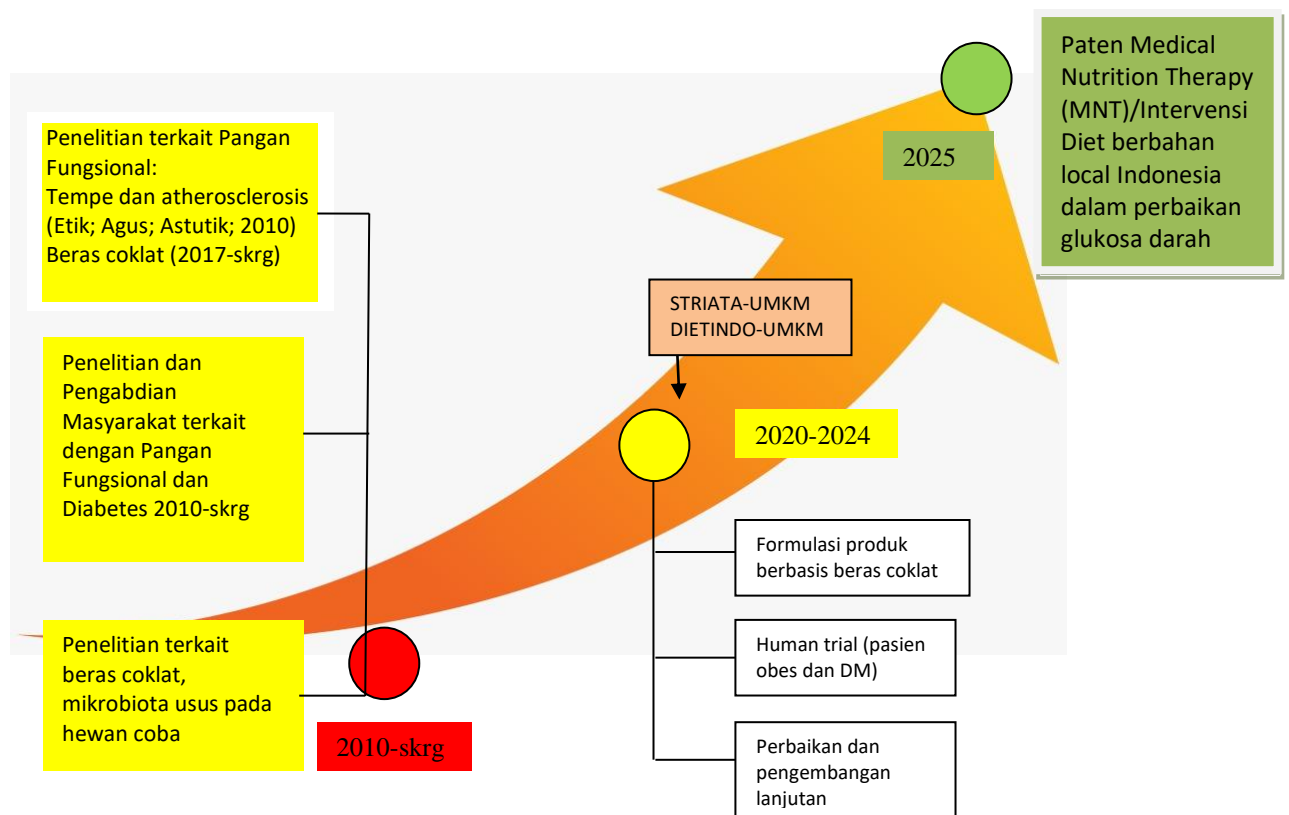 Penelitian terkait Pangan
Fungsional:
Tempe dan atherosclerosis
(Etik; Agus; Astutik; 2010)
Beras coklat (2017-skrg)
Penelitian dan
Pengabdian
Masyarakat terkait
dengan Pangan
Fungsional dan
Diabetes 2010-skrg
Penelitian terkait
beras coklat,
mikrobiota usus pada
hewan coba
2010-skrg
STRIATA-UMKM
DIETINDO-UMKM
2020-2024
Formulasi produk
berbasis beras coklat
Human trial (pasien
obes dan DM)
Perbaikan dan
pengembangan
lanjutan
2025
Paten Medical
Nutrition Therapy
(MNT)/Intervensi
Diet berbahan
local Indonesia
dalam perbaikan
glukosa darah